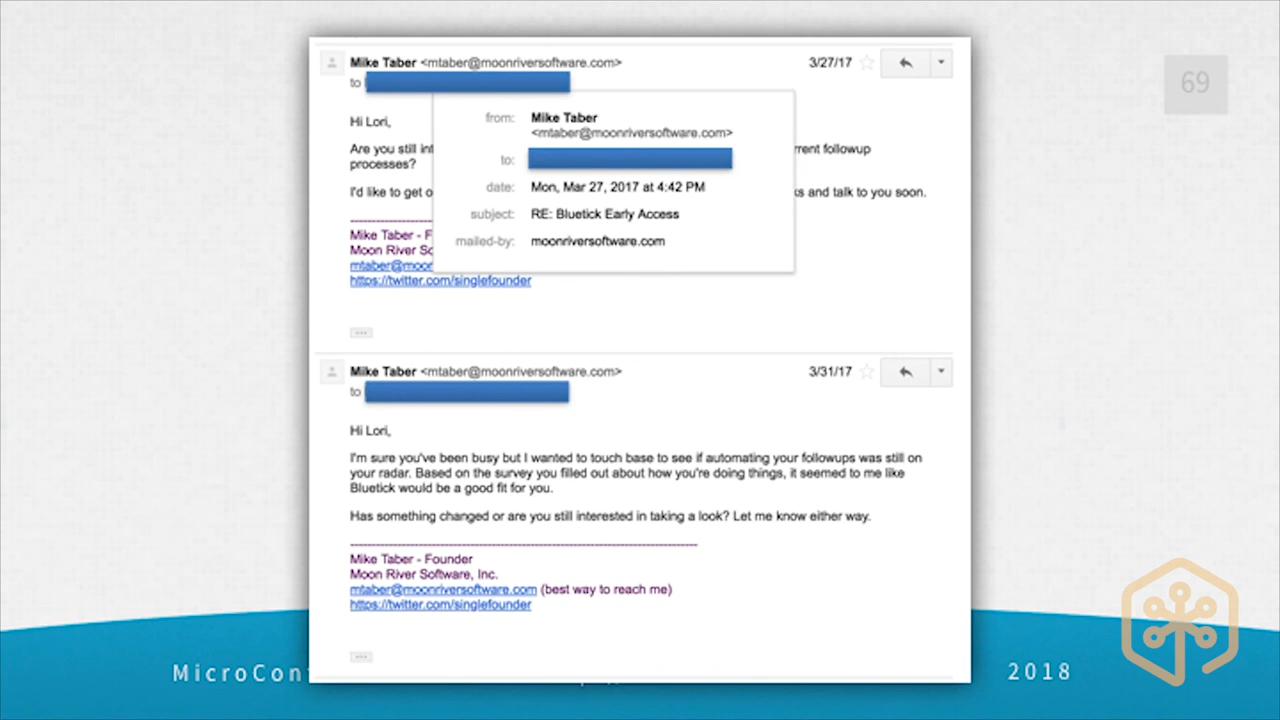 69
Mike Taber <mtaber@moonriversoftware.com> 3/27/17
to
Hi Lori,
from: Mike Taber
<mtaber@moonriversoftware.com>
to:
date: Mon, Mar 27, 2017 at 4:42 PM
subject: RE: Bluetick Early Access
mailed-by: moonriversoftware.com
Are you still followup
processes?
I'd like to get and talk to you soon.
Mike Taber -
Moon River
mtaber@moon
https://twitter.com/singlefounder
Mike Taber <mtaber@moonriversoftware.com> 3/31/17
to
Hi Lori,
I'm sure you've been busy but I wanted to touch base to see if automating your followups was still on
your radar. Based on the survey you filled out about how you're doing things, it seemed to me like
Bluetick would be a good fit for you.
Has something changed or are you still interested in taking a look? Let me know either way.
Mike Taber - Founder
Moon River Software, Inc.
mtaber@moonriversoftware.com (best way to reach me)
https://twitter.com/singlefounder
MicroCon 2018